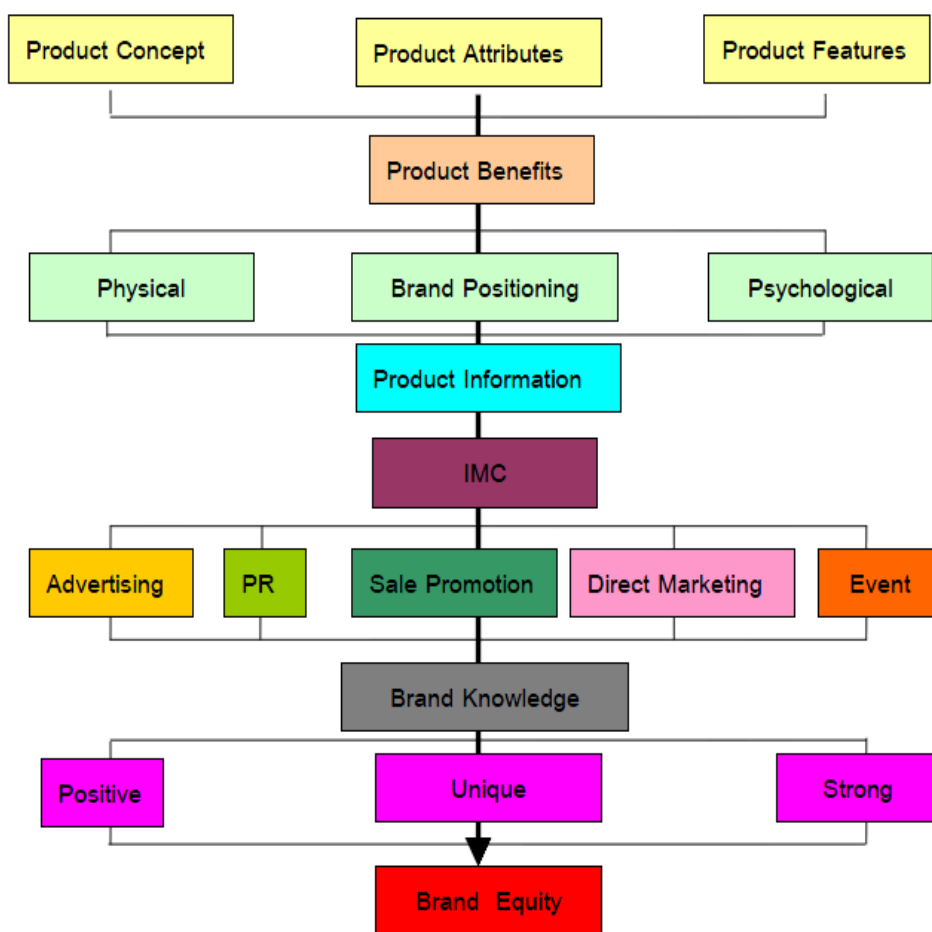 Product Concept
Product Attributes
Product Features
Product Benefits
Physical
Brand Positioning
Psychological
Product Information
IMC
Advertising
PR
Sale Promotion
Direct Marketing
Event
Brand Knowledge
Positive
Unique
Strong
Brand Equity